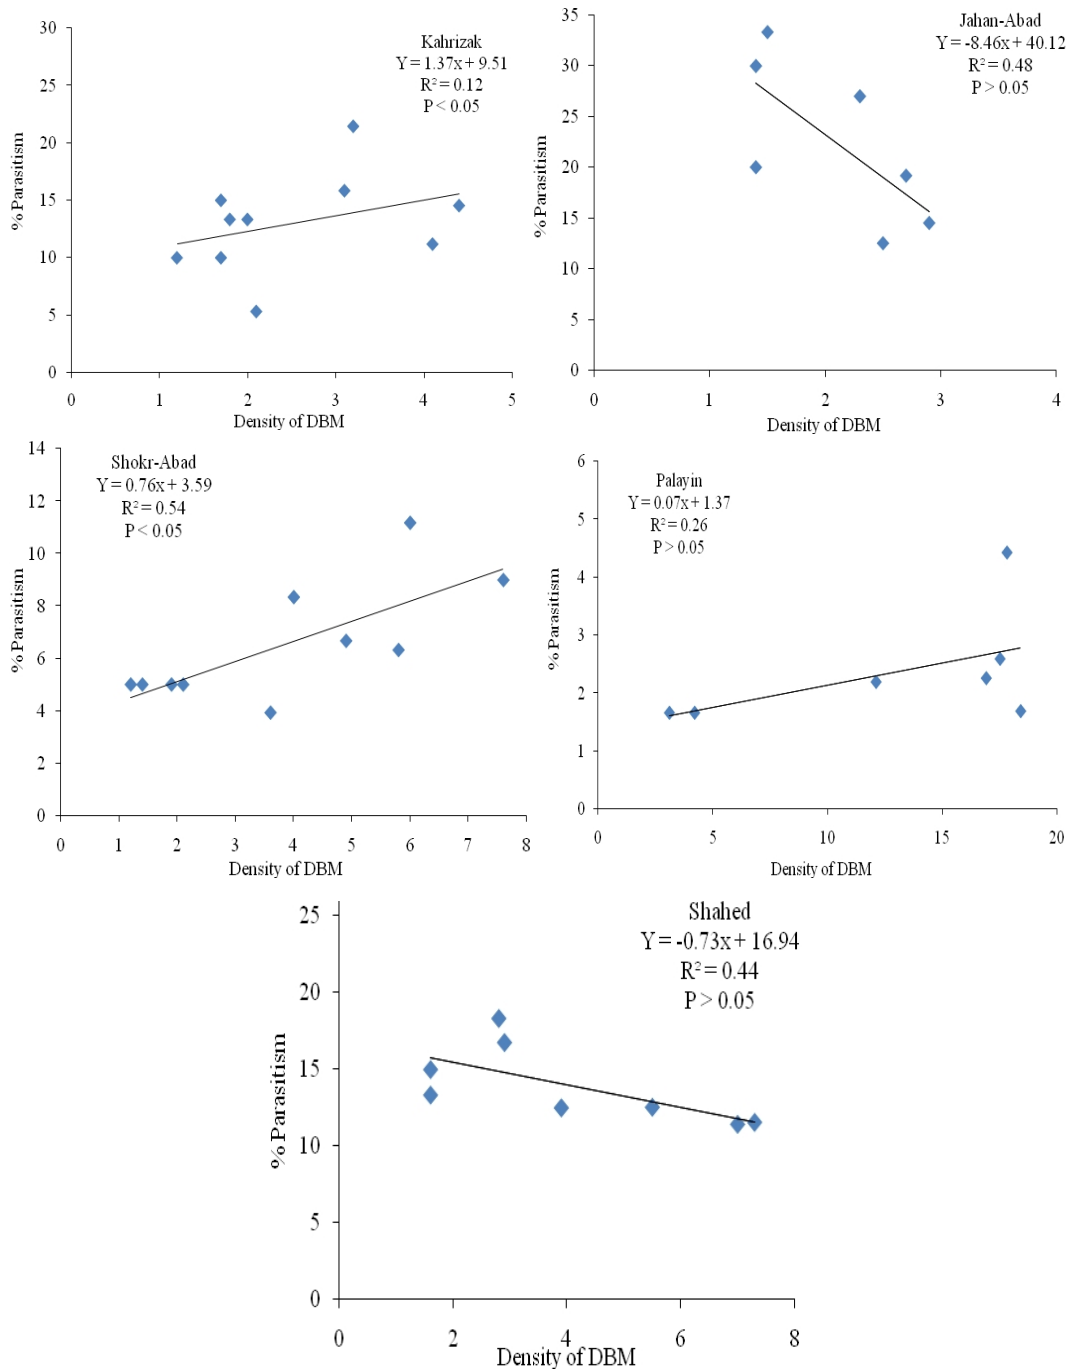 Kahrizak
Y = 1.37x + 9.51
R² = 0.12
P < 0.05
% Parasitism
30
25
20
15
10
5
0
0 1 2 3 4 5
Density of DBM
Jahan-Abad
Y = -8.46x + 40.12
R² = 0.48
P > 0.05
% Parasitism
35
30
25
20
15
10
5
0
0 1 2 3 4
Density of DBM
Shokr-Abad
Y = 0.76x + 3.59
R² = 0.54
P < 0.05
% Parasitism
14
12
10
8
6
4
2
0
0 1 2 3 4 5 6 7 8
Density of DBM
Palayin
Y = 0.07x + 1.37
R² = 0.26
P > 0.05
% Parasitism
6
5
4
3
2
1
0
0 5 10 15 20
Density of DBM
Shahed
Y = -0.73x + 16.94
R² = 0.44
P > 0.05
% Parasitism
25
20
15
10
5
0
0 2 4 6 8
Density of DBM